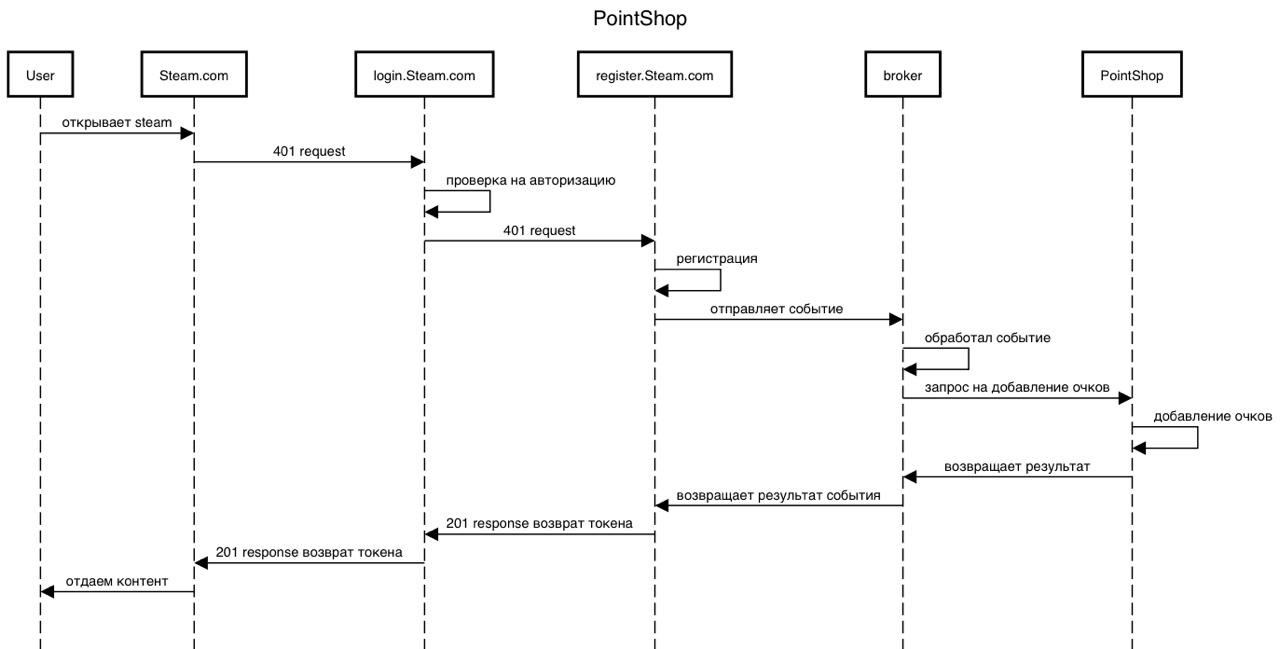 PointShop
User
Steam.com
login.Steam.com
register.Steam.com
broker
PointShop
открывает steam
401 request
проверка на авторизацию
401 request
регистрация
отправляет событие
обработал событие
запрос на добавление очков
добавление очков
возвращает результат
возвращает результат события
201 response возврат токена
201 response возврат токена
отдаем контент